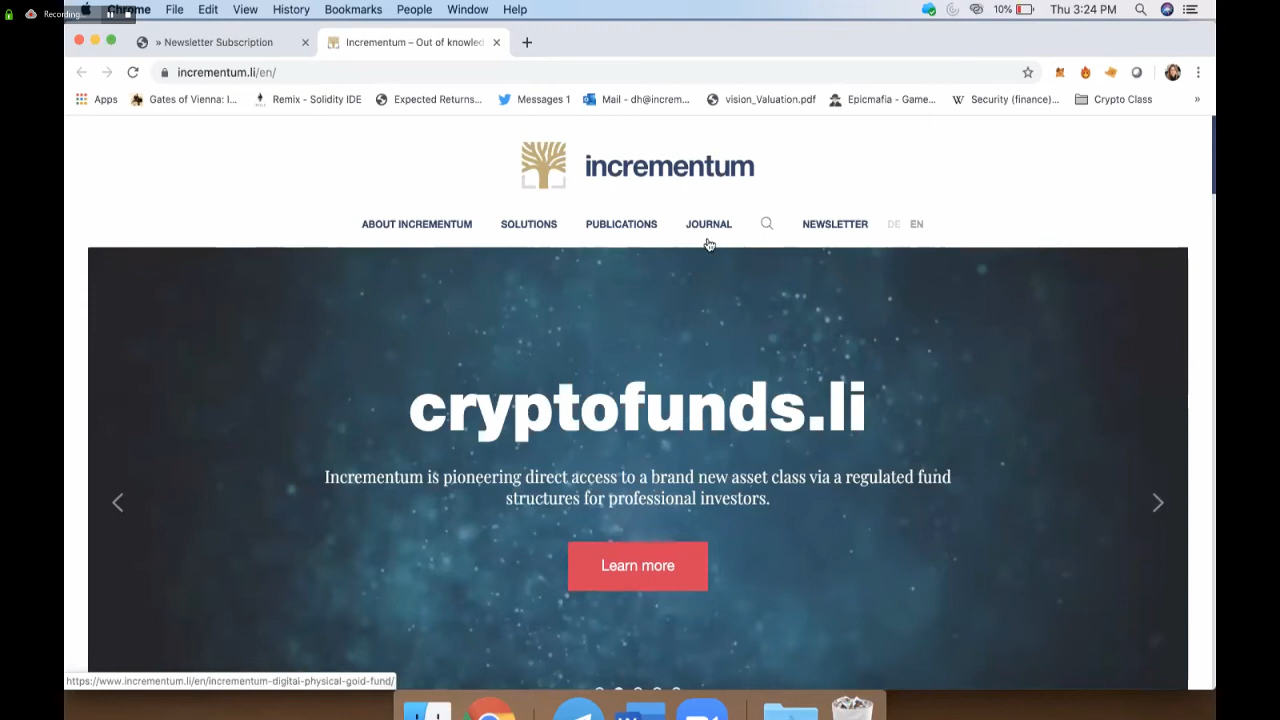 Recording...
Chrome File Edit View History Bookmarks People Window Help 10% Thu 3:24 PM
» Newsletter Subscription
Incrementum – Out of knowled
incrementum.li/en/
Apps Gates of Vienna: I... Remix - Solidity IDE Expected Returns... Messages 1 Mail - dh@increm... vision_Valuation.pdf Epicmafia - Game... Security (finance)... Crypto Class »
incrementum
ABOUT INCREMENTUM SOLUTIONS PUBLICATIONS JOURNAL NEWSLETTER DE EN
cryptofunds.li
Incrementum is pioneering direct access to a brand new asset class via a regulated fund
structures for professional investors.
Learn more
https://www.incrementum.li/en/incrementum-digital-physical-gold-fund/